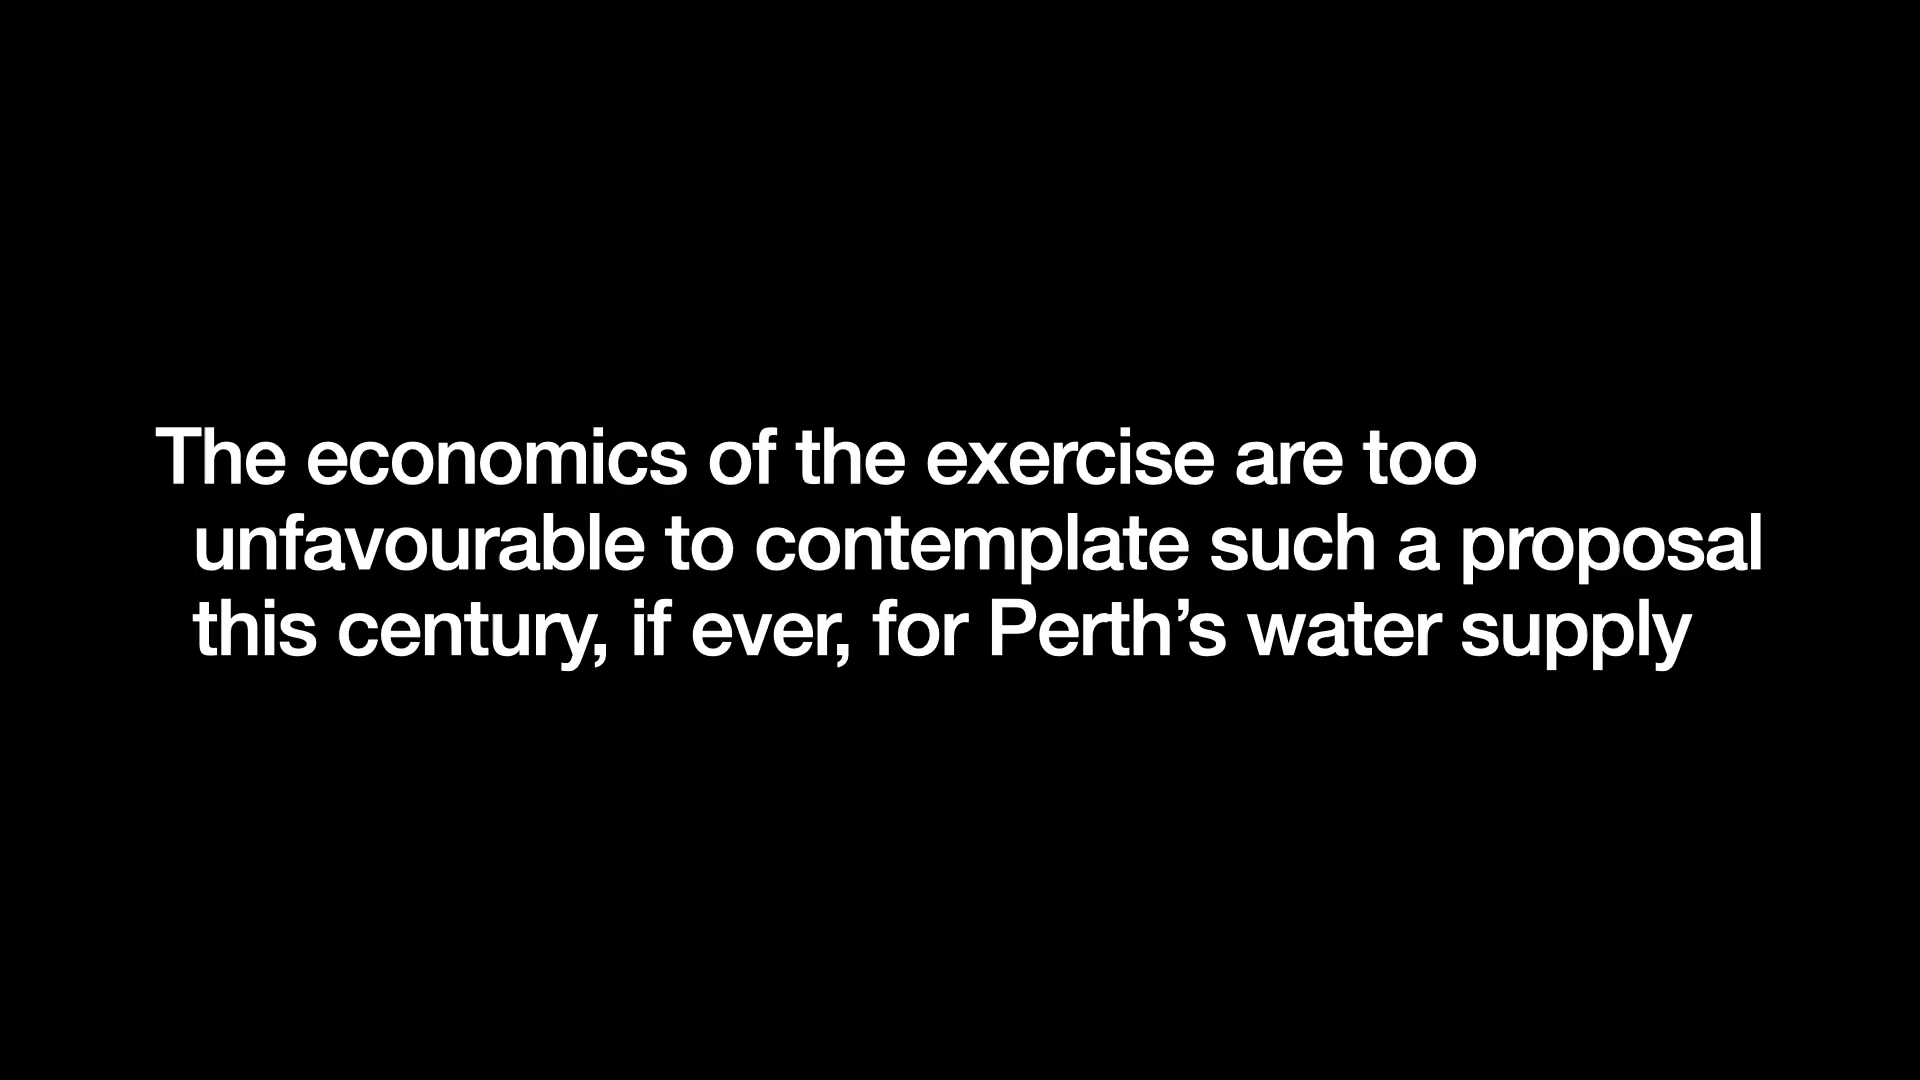 The economics of the exercise are too
unfavourable to contemplate such a proposal
this century, if ever, for Perth’s water supply